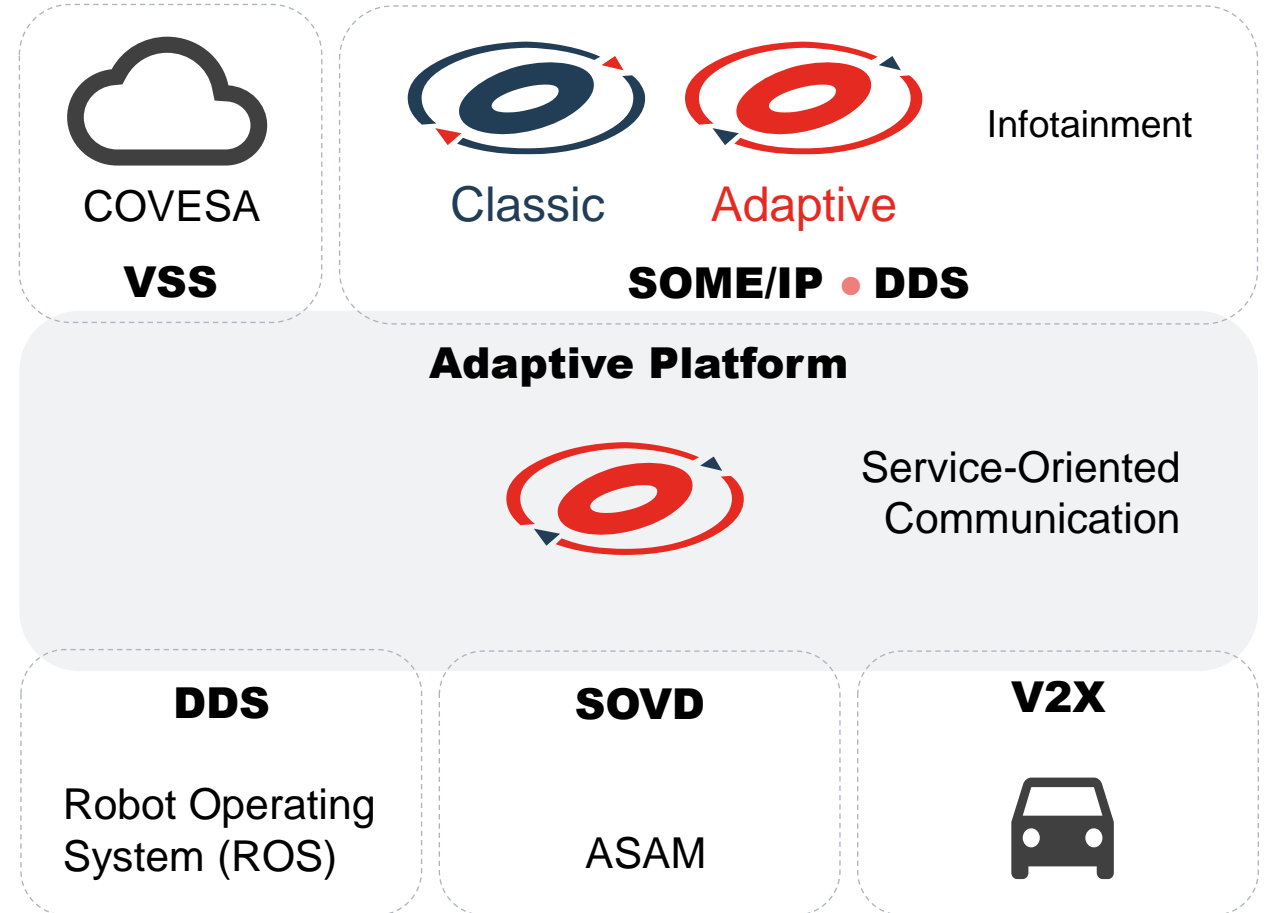 COVESA
VSS
Classic
Adaptive
Infotainment
SOME/IP • DDS
Adaptive Platform
Service-Oriented
Communication
DDS
Robot Operating
System (ROS)
SOVD
ASAM
V2X